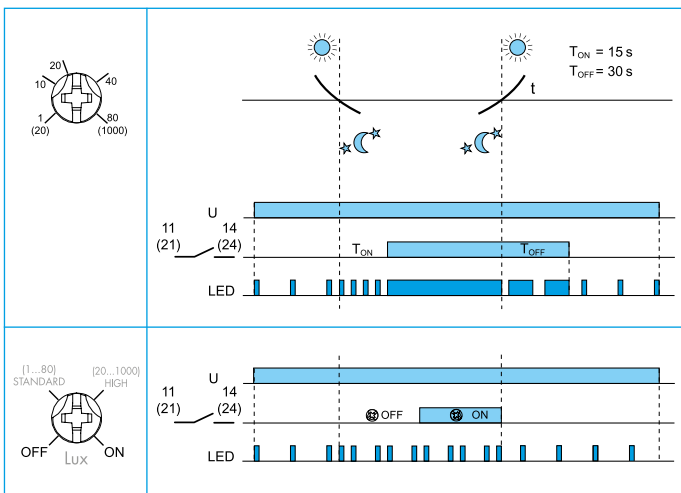 20
10 40
1 80
(20) (1000)
T_ON = 15 s
T_OFF = 30 s
t
U
11 14
(21) (24)
T_ON T_OFF
LED
(1...80) (20...1000)
STANDARD HIGH
OFF Lux ON
U
11 14
(21) (24)
OFF ON
LED